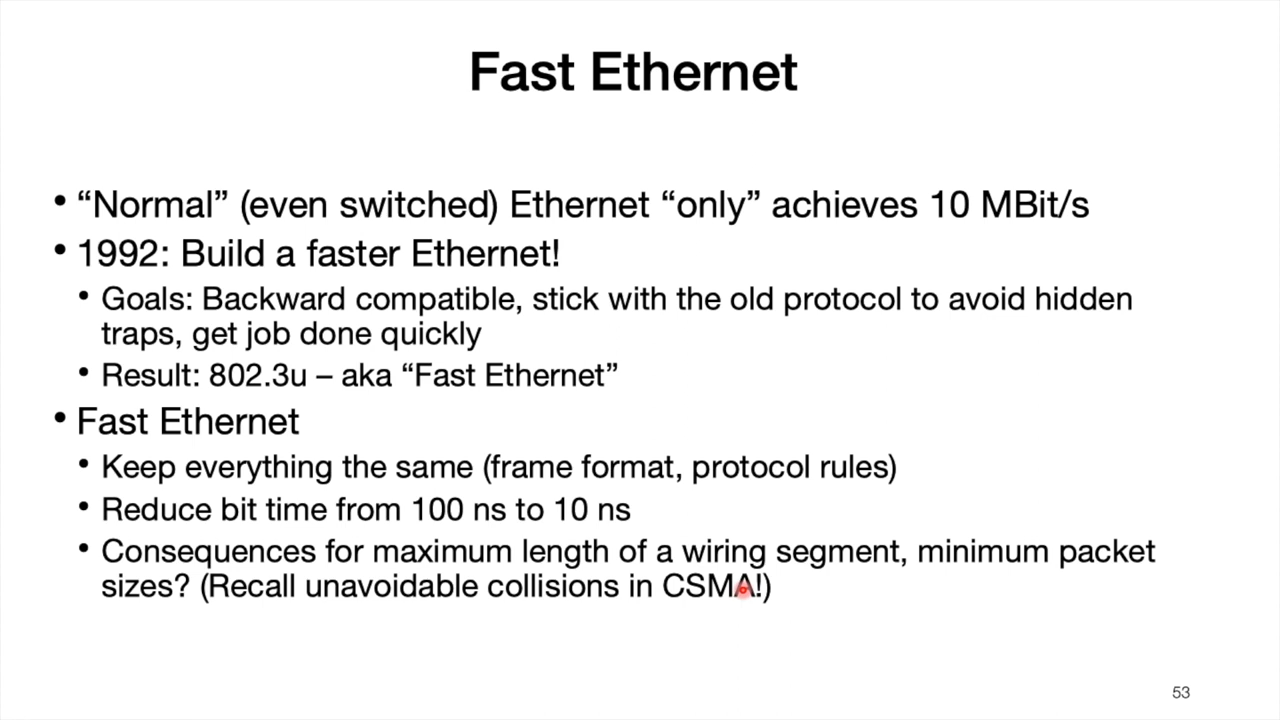 Fast Ethernet
• “Normal” (even switched) Ethernet “only” achieves 10 MBit/s
• 1992: Build a faster Ethernet!
• Goals: Backward compatible, stick with the old protocol to avoid hidden
traps, get job done quickly
• Result: 802.3u – aka “Fast Ethernet”
• Fast Ethernet
• Keep everything the same (frame format, protocol rules)
• Reduce bit time from 100 ns to 10 ns
• Consequences for maximum length of a wiring segment, minimum packet
sizes? (Recall unavoidable collisions in CSMA!)
53